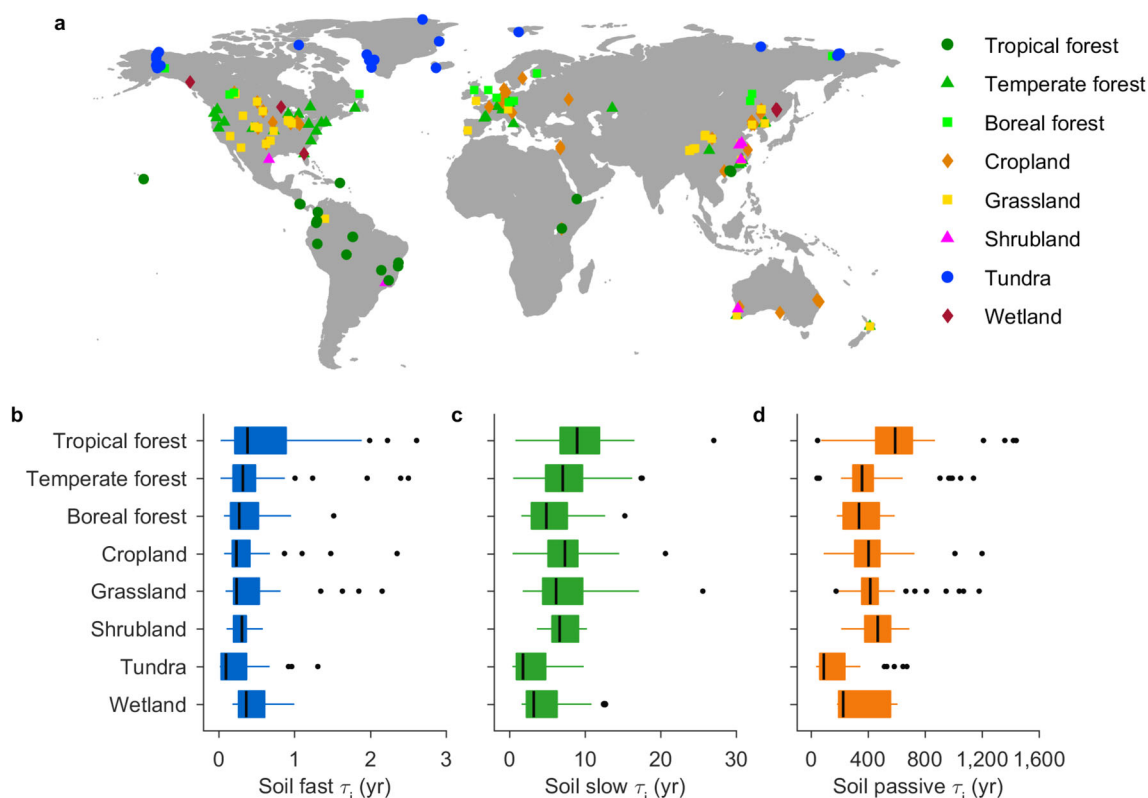 a
Tropical forest
Temperate forest
Boreal forest
Cropland
Grassland
Shrubland
Tundra
Wetland
b
c
d
Tropical forest
Temperate forest
Boreal forest
Cropland
Grassland
Shrubland
Tundra
Wetland
0 1 2 3
0 10 20 30
0 400 800 1,200 1,600
Soil fast τi (yr)
Soil slow τi (yr)
Soil passive τi (yr)